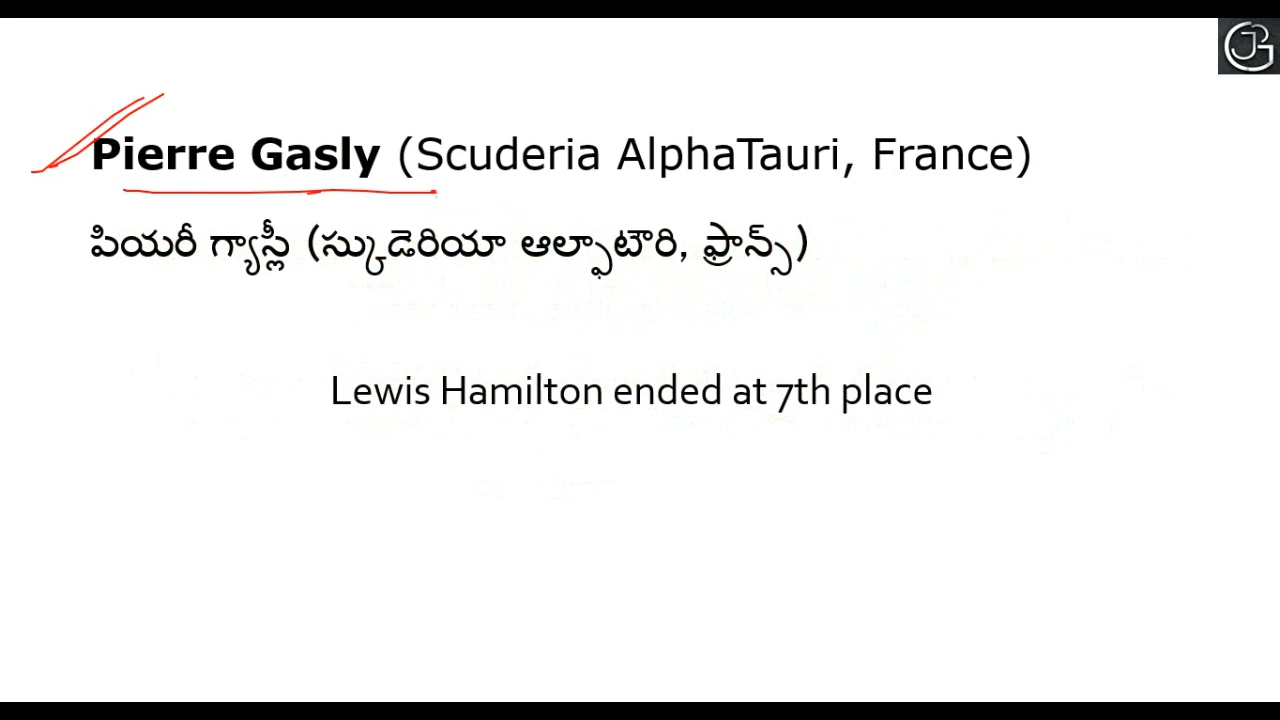 Pierre Gasly (Scuderia AlphaTauri, France)
పియరీ గ్యాస్లీ (స్కుడెరియా ఆల్ఫాటౌరి, ఫ్రాన్స్)
Lewis Hamilton ended at 7th place